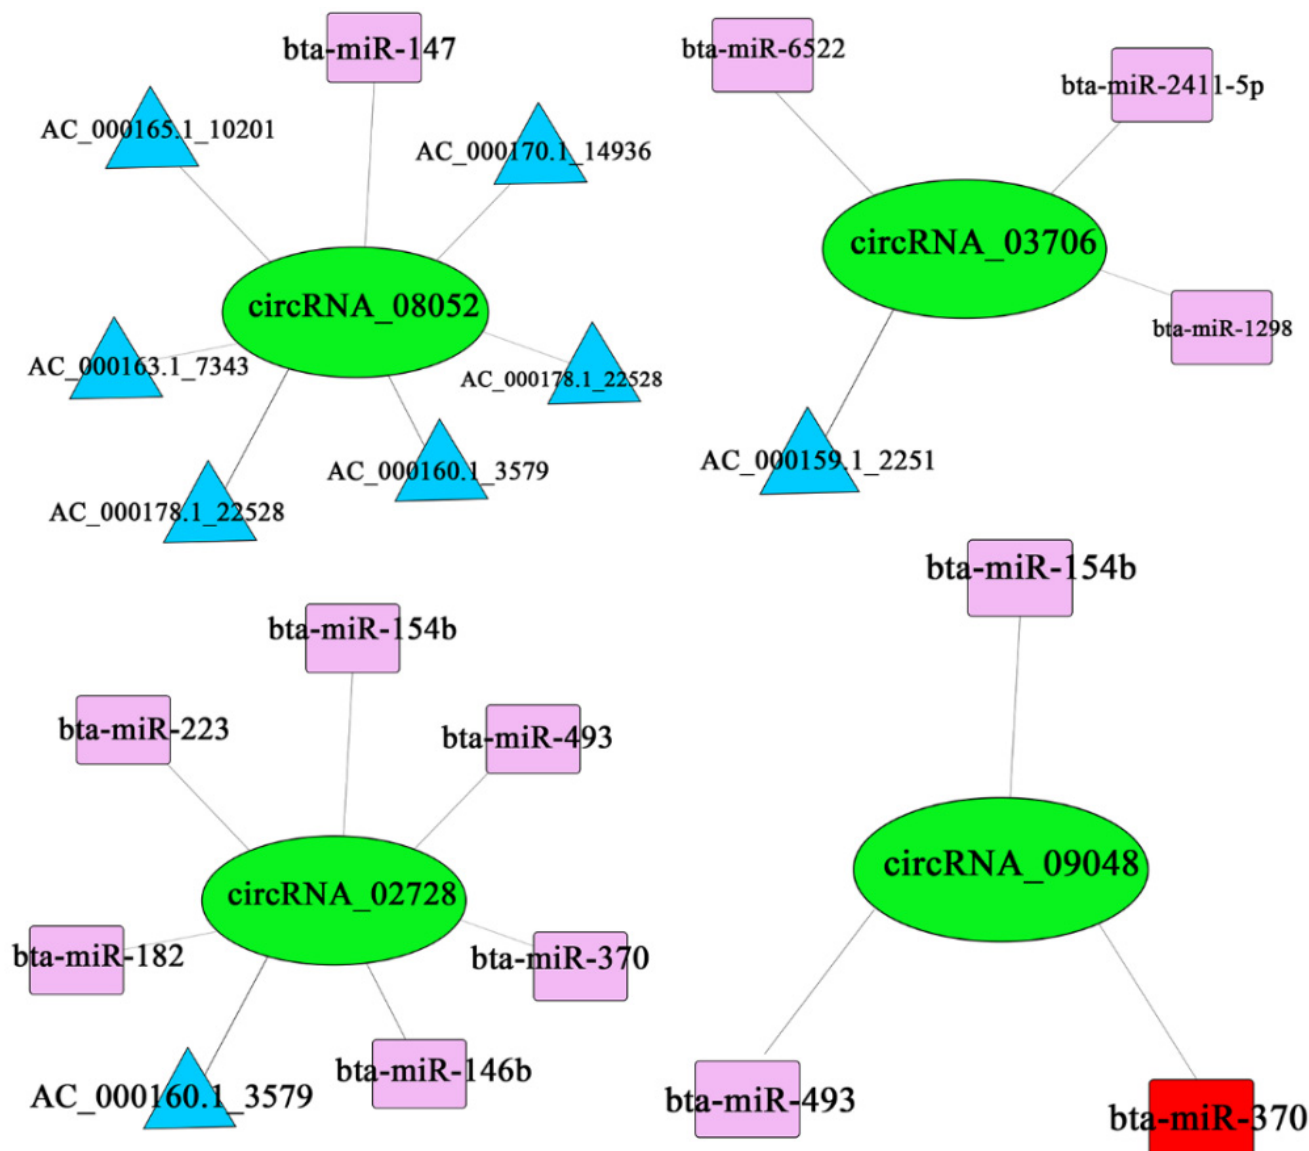 bta-miR-147
AC_000165.1_10201
AC_000170.1_14936
circRNA_08052
AC_000163.1_7343
AC_000178.1_22528
AC_000160.1_3579
AC_000178.1_22528
bta-miR-6522
bta-miR-2411-5p
circRNA_03706
bta-miR-1298
AC_000159.1_2251
bta-miR-154b
bta-miR-223
bta-miR-493
circRNA_02728
bta-miR-182
bta-miR-370
bta-miR-146b
AC_000160.1_3579
bta-miR-154b
circRNA_09048
bta-miR-493
bta-miR-370